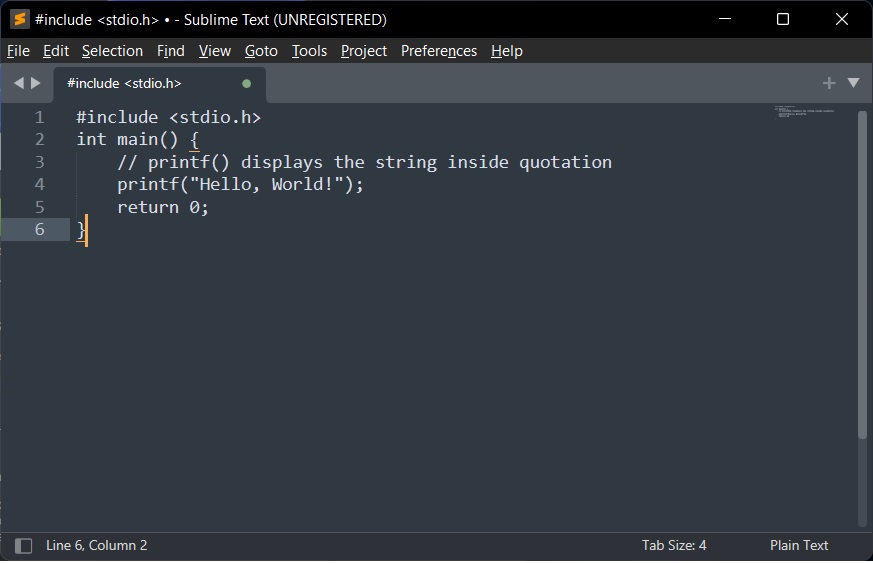 #include <stdio.h> • - Sublime Text (UNREGISTERED)
File Edit Selection Find View Goto Tools Project Preferences Help
#include <stdio.h>
1 #include <stdio.h>
2 int main() {
3     // printf() displays the string inside quotation
4     printf("Hello, World!");
5     return 0;
6 }
Line 6, Column 2 Tab Size: 4 Plain Text